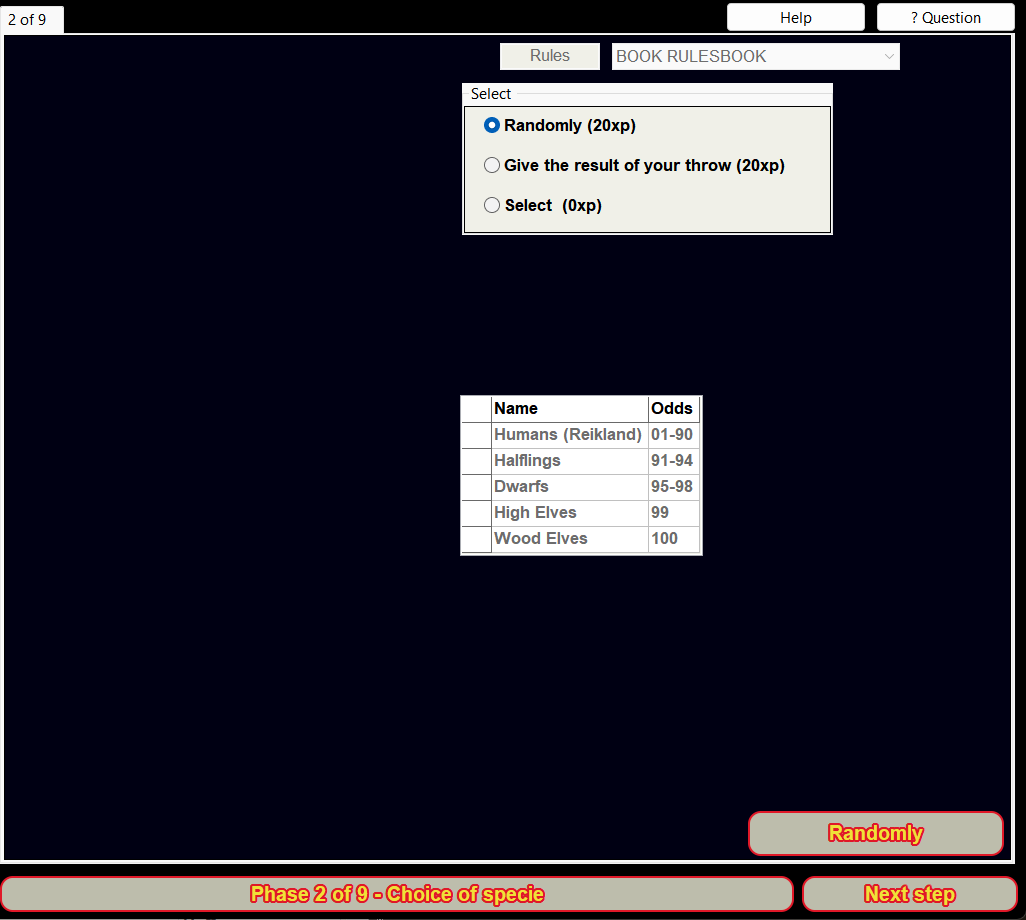 2 of 9
Help
? Question
Rules
BOOK RULESBOOK
Select
Randomly (20xp)
Give the result of your throw (20xp)
Select (0xp)
Name Odds
Humans (Reikland) 01-90
Halflings 91-94
Dwarfs 95-98
High Elves 99
Wood Elves 100
Randomly
Phase 2 of 9 - Choice of specie
Next step